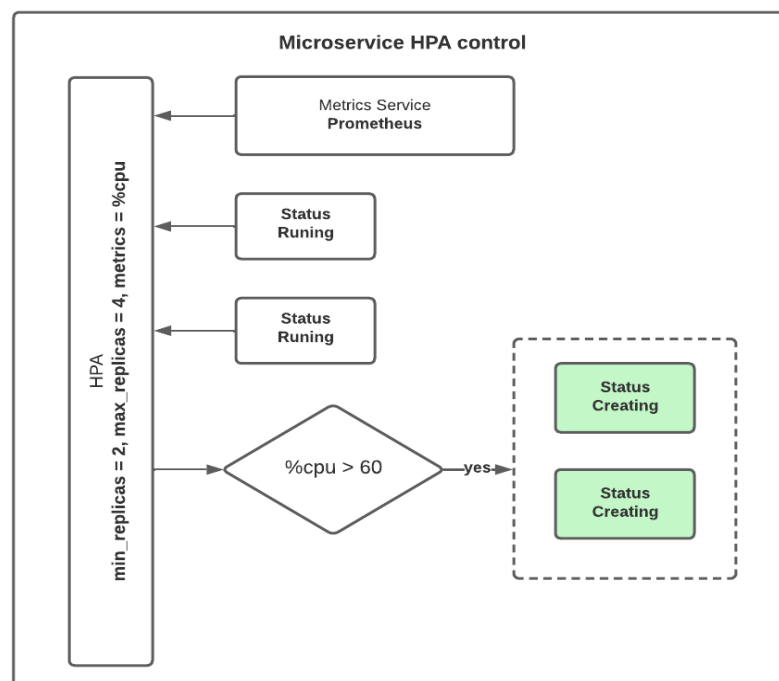 Microservice HPA control
Metrics Service
Prometheus
HPA
min_replicas = 2, max_replicas = 4, metrics = %cpu
Status
Runing
Status
Runing
%cpu > 60
yes
Status
Creating
Status
Creating